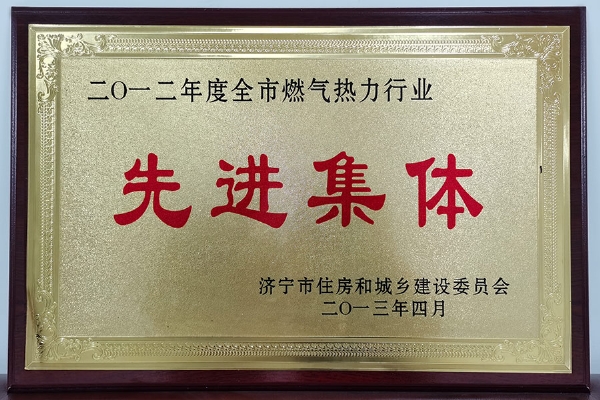 二〇一二年度全市燃气热力行业
先进集体
济宁市住房和城乡建设委员会
二〇一三年四月